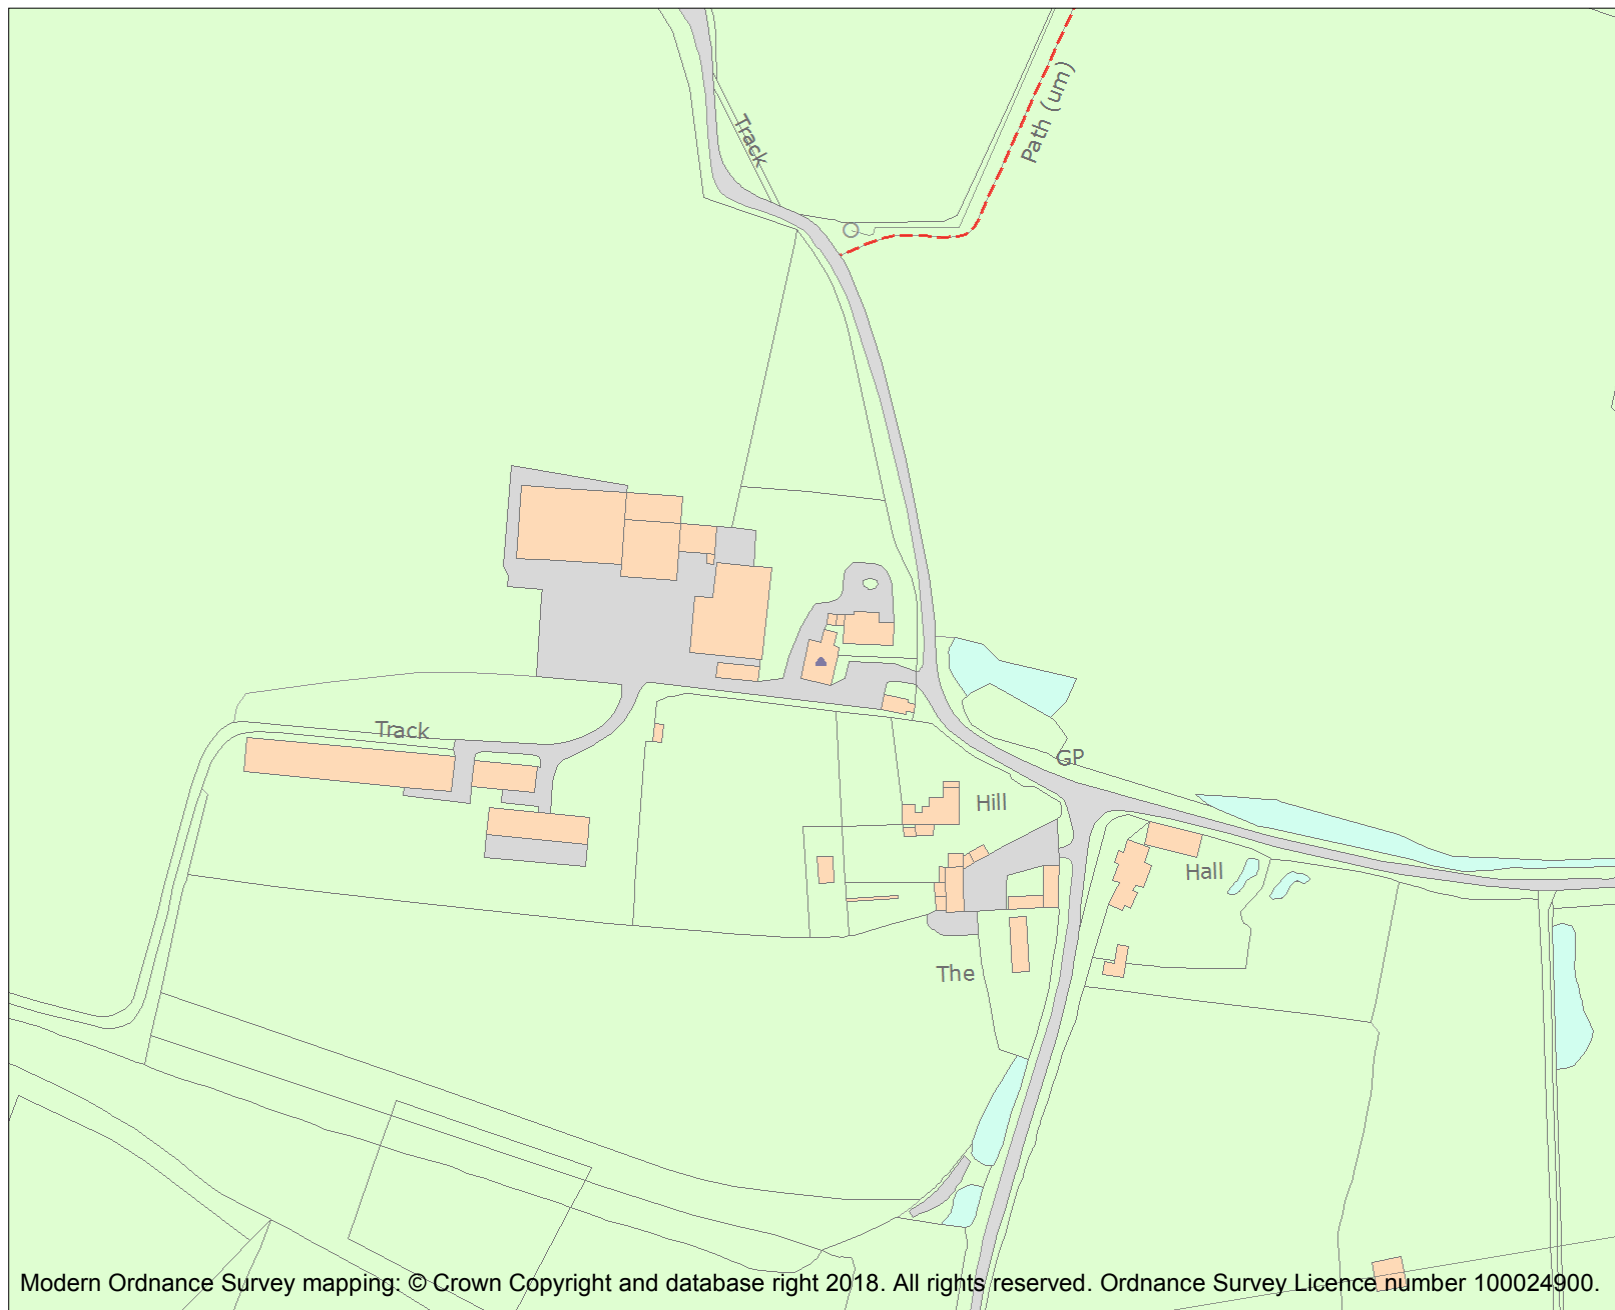 Path (um)
Track
Track
GP
Hill
Hall
The
Modern Ordnance Survey mapping: © Crown Copyright and database right 2018. All rights reserved. Ordnance Survey Licence number 100024900.